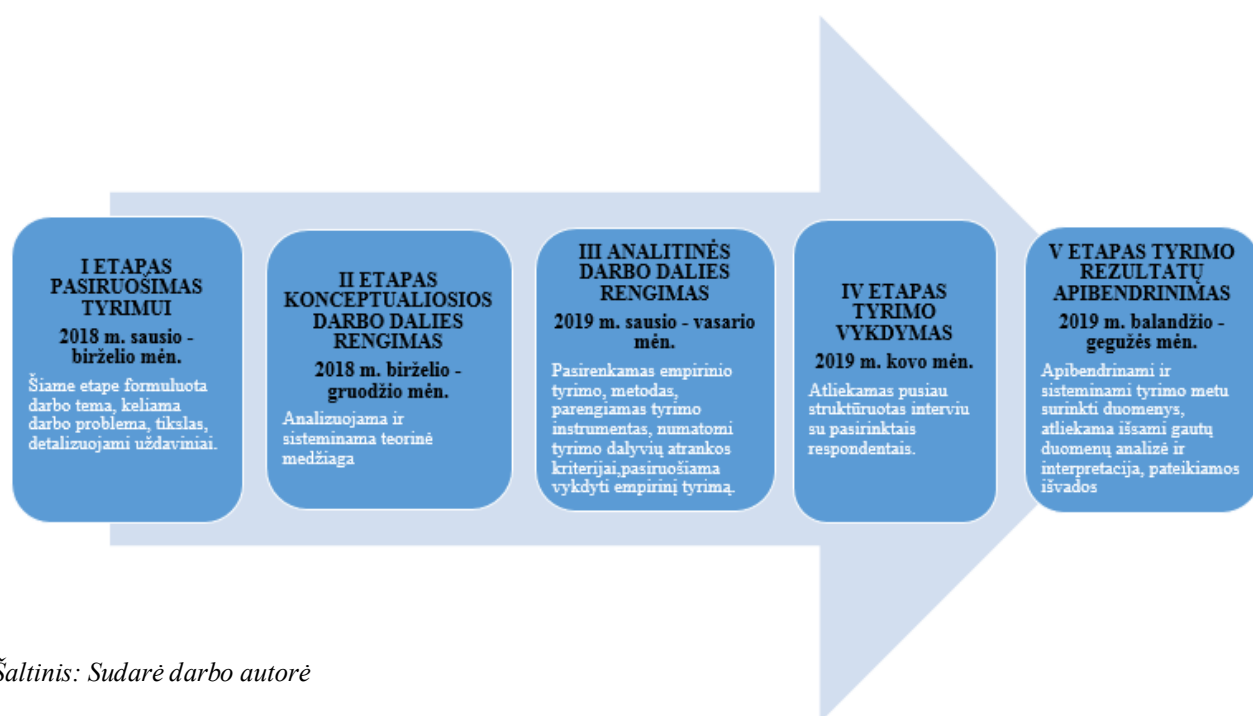 I ETAPAS
PASIRUOŠIMAS
TYRIMUI
2018 m. sausio -
birželio mėn.
Šiame etape formuluota
darbo tema, keliama
darbo problema, tikslas,
detalizuojami uždaviniai.
II ETAPAS
KONCEPTUALIOSIOS
DARBO DALIES
RENGIMAS
2018 m. birželio -
gruodžio mėn.
Analizuojama ir
sisteminama teorinė
medžiaga
III ANALITINĖS
DARBO DALIES
RENGIMAS
2019 m. sausio - vasario
mėn.
Pasirenkamas empirinio
tyrimo, metodas,
parengiamas tyrimo
instrumentas, numatomi
tyrimo dalyvių atrankos
kriterijai,pasiruošiama
vykdyti empirinį tyrimą.
IV ETAPAS
TYRIMO
VYKDYMAS
2019 m. kovo mėn.
Atliekamas pusiau
struktūruotas interviu
su pasirinktais
respondentais.
V ETAPAS TYRIMO
REZULTATŲ
APIBENDRINIMAS
2019 m. balandžio -
gegužės mėn.
Apibendrinami ir
sisteminami tyrimo metu
surinkti duomenys,
atliekama išsami gautų
duomenų analizė ir
interpretacija, pateikiamos
išvados
Šaltinis: Sudarė darbo autorė